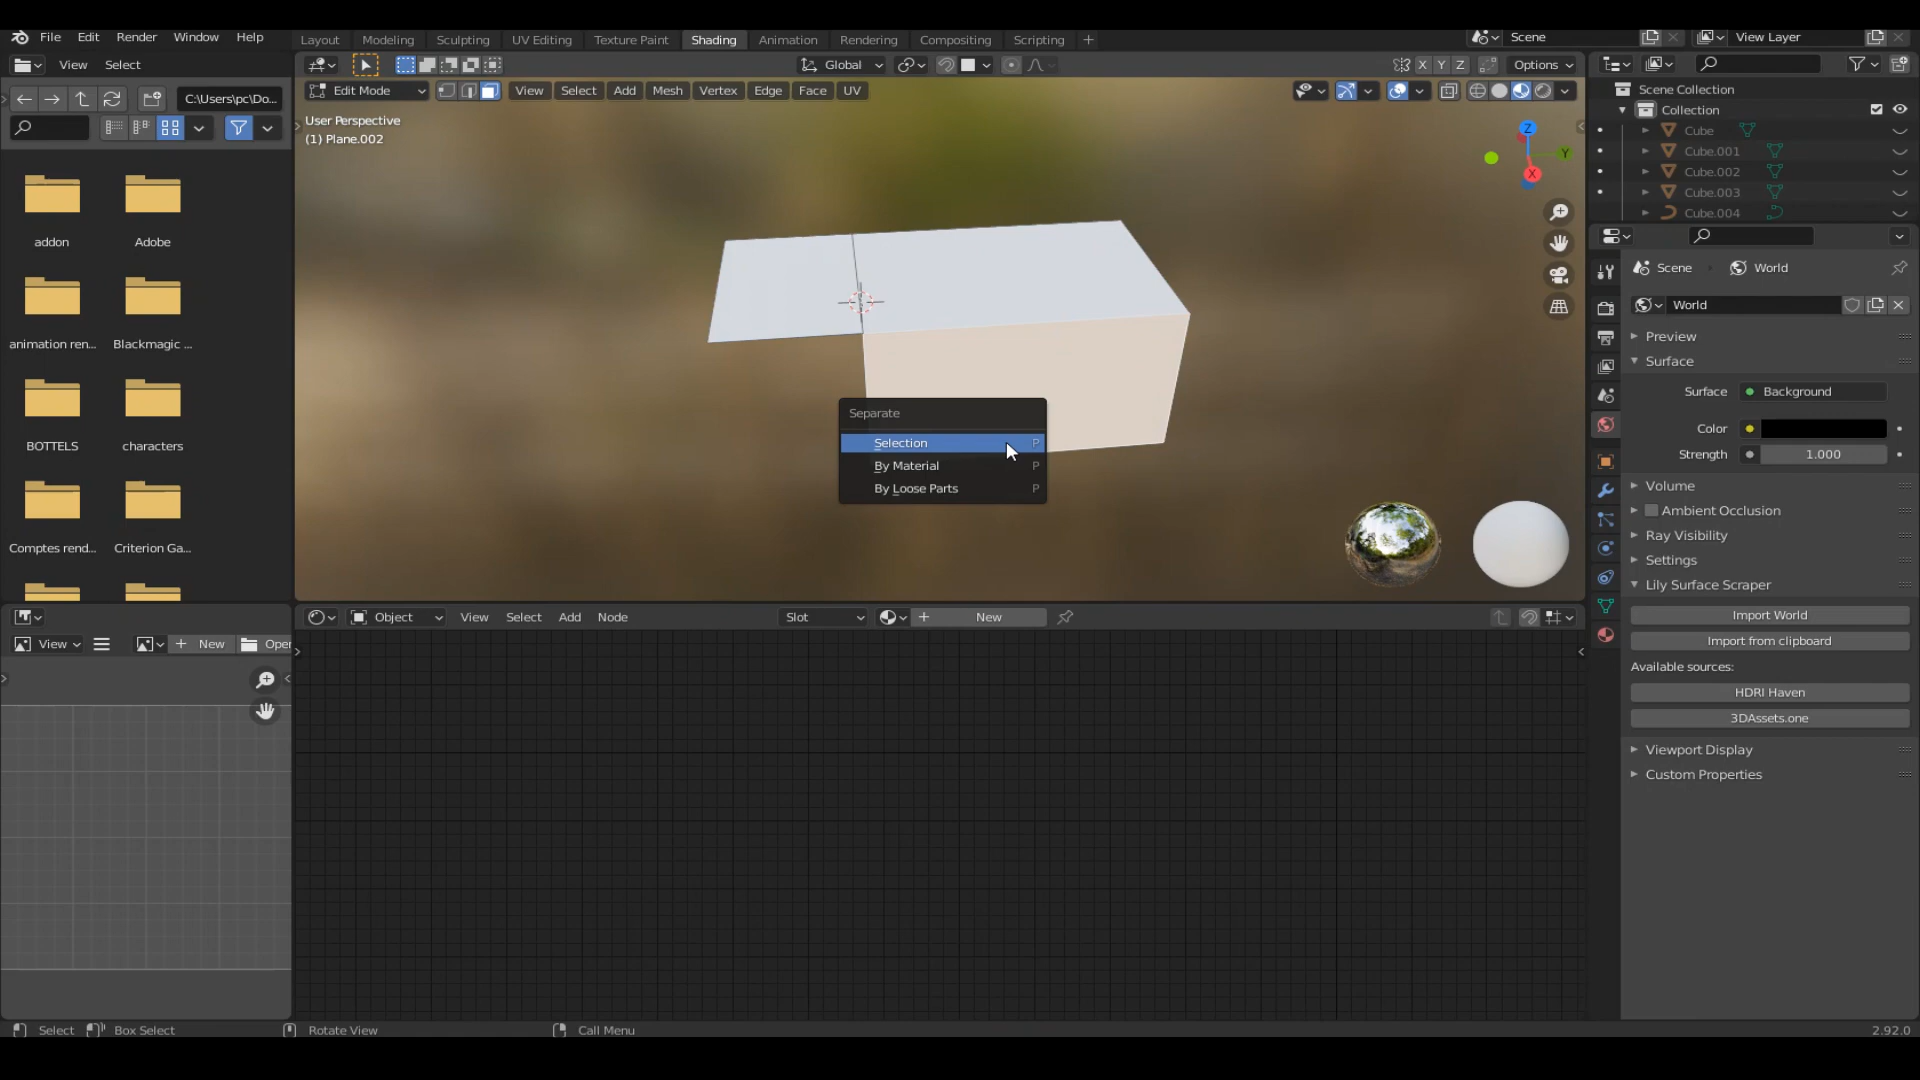 File Edit Render Window Help
Layout Modeling Sculpting UV Editing Texture Paint Shading Animation Rendering Compositing Scripting +
Scene
View Layer
View Select
Global
X Y Z
Options
C:\Users\pc\Do...
Edit Mode
View Select Add Mesh Vertex Edge Face UV
User Perspective
(1) Plane.002
Z
Y
X
addon
Adobe
animation ren...
Blackmagic ...
BOTTELS
characters
Comptes rend...
Criterion Ga...
Separate
Selection P
By Material P
By Loose Parts P
Scene Collection
Collection
Cube
Cube.001
Cube.002
Cube.003
Cube.004
Scene
World
World
Preview
Surface
Surface Background
Color
Strength 1.000
Volume
Ambient Occlusion
Ray Visibility
Settings
Lily Surface Scraper
Import World
Import from clipboard
Available sources:
HDRI Haven
3DAssets.one
Viewport Display
Custom Properties
View
New
Open
Object
View Select Add Node
Slot
New
Select
Box Select
Rotate View
Call Menu
2.92.0